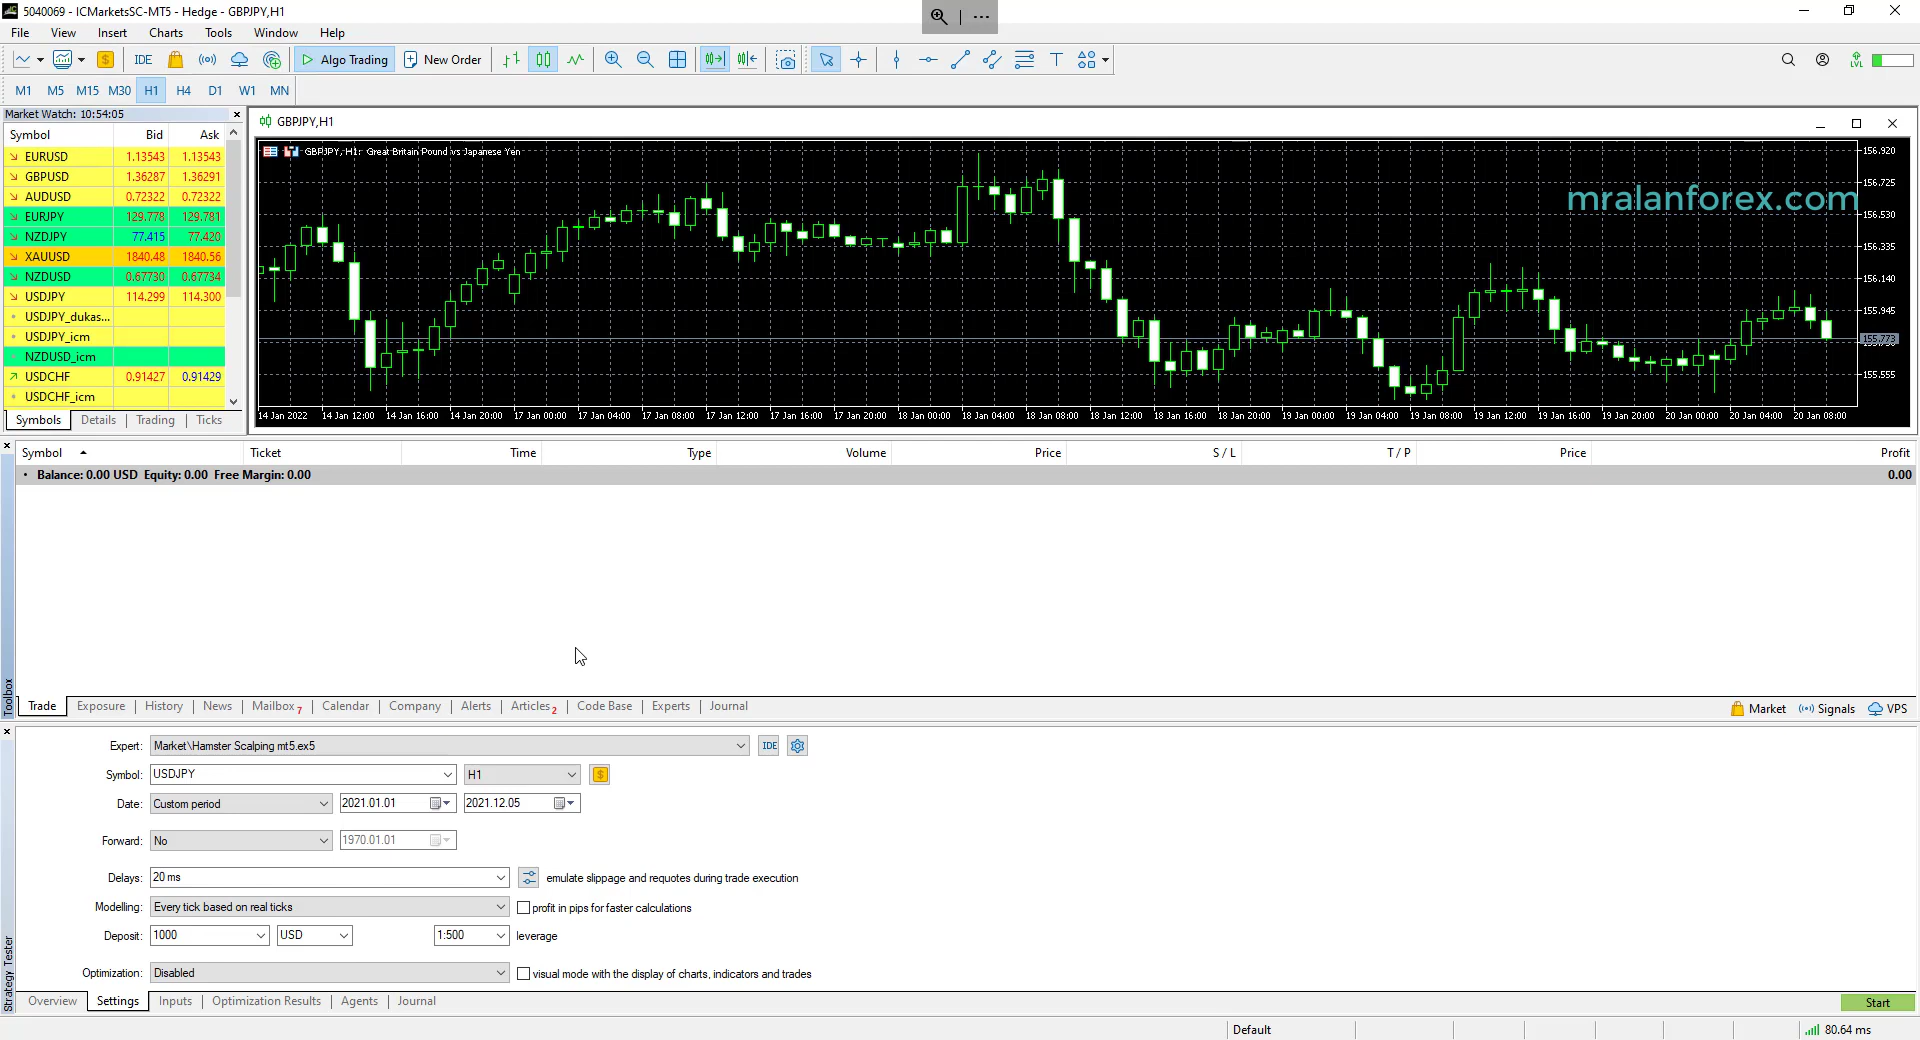 5040069 - ICMarketsSC-MT5 - Hedge - GBPJPY,H1
File View Insert Charts Tools Window Help
IDE Algo Trading New Order LVL
M1 M5 M15 M30 H1 H4 D1 W1 MN
Market Watch: 10:54:05
Symbol Bid Ask
EURUSD 1.13543 1.13543
GBPUSD 1.36287 1.36291
AUDUSD 0.72322 0.72322
EURJPY 129.778 129.781
NZDJPY 77.415 77.420
XAUUSD 1840.48 1840.56
NZDUSD 0.67730 0.67734
USDJPY 114.299 114.300
USDJPY_dukas...
USDJPY_icm
NZDUSD_icm
USDCHF 0.91427 0.91429
USDCHF_icm
Symbols Details Trading Ticks
GBPJPY,H1
GBPJPY, H1: Great Britain Pound vs Japanese Yen
mralanforex.com
156.920
156.725
156.530
156.335
156.140
155.945
155.773
155.555
14 Jan 2022 14 Jan 12:00 14 Jan 16:00 14 Jan 20:00 17 Jan 00:00 17 Jan 04:00 17 Jan 08:00 17 Jan 12:00 17 Jan 16:00 17 Jan 20:00 18 Jan 00:00 18 Jan 04:00 18 Jan 08:00 18 Jan 12:00 18 Jan 16:00 18 Jan 20:00 19 Jan 00:00 19 Jan 04:00 19 Jan 08:00 19 Jan 12:00 19 Jan 16:00 19 Jan 20:00 20 Jan 00:00 20 Jan 04:00 20 Jan 08:00
Symbol Ticket Time Type Volume Price S / L T / P Price Profit
Balance: 0.00 USD Equity: 0.00 Free Margin: 0.00 0.00
Toolbox
Trade Exposure History News Mailbox 7 Calendar Company Alerts Articles 2 Code Base Experts Journal Market Signals VPS
Expert: Market\Hamster Scalping mt5.ex5 IDE
Symbol: USDJPY H1
Date: Custom period 2021.01.01 2021.12.05
Forward: No 1970.01.01
Delays: 20 ms emulate slippage and requotes during trade execution
Modelling: Every tick based on real ticks profit in pips for faster calculations
Deposit: 1000 USD 1:500 leverage
Optimization: Disabled visual mode with the display of charts, indicators and trades
Strategy Tester
Overview Settings Inputs Optimization Results Agents Journal Start
Default 80.64 ms